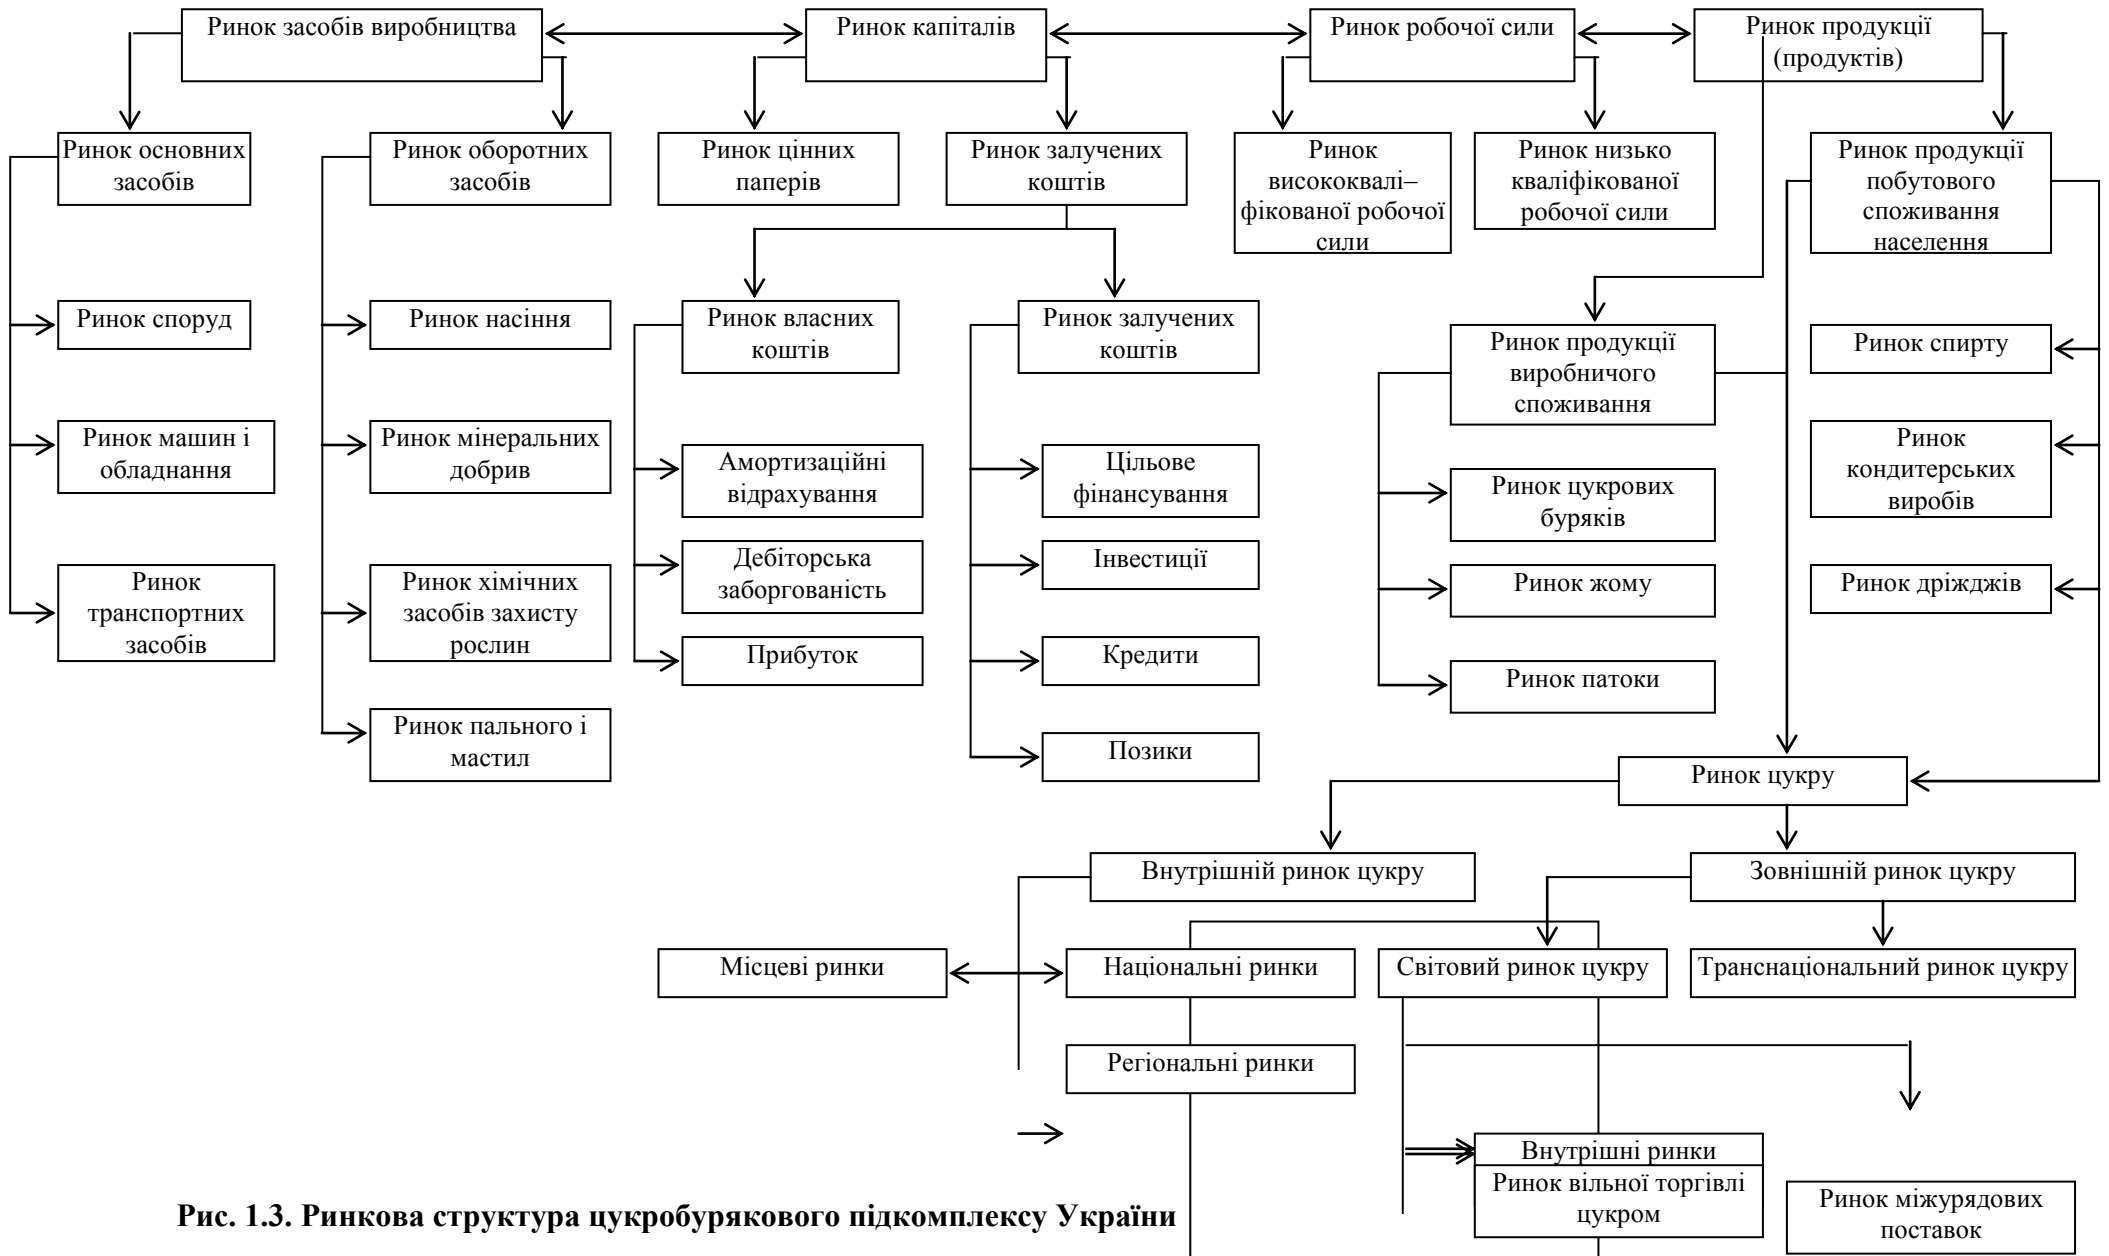 Ринок засобів виробництва
Ринок капіталів
Ринок робочої сили
Ринок продукції
(продуктів)
Ринок основних
засобів
Ринок оборотних
засобів
Ринок цінних
паперів
Ринок залучених
коштів
Ринок
висококвалі–
фікованої робочої
сили
Ринок низько
кваліфікованої
робочої сили
Ринок продукції
побутового
споживання
населення
Ринок споруд
Ринок насіння
Ринок власних
коштів
Ринок залучених
коштів
Ринок продукції
виробничого
споживання
Ринок спирту
Ринок машин і
обладнання
Ринок мінеральних
добрив
Амортизаційні
відрахування
Цільове
фінансування
Ринок цукрових
буряків
Ринок
кондитерських
виробів
Ринок
транспортних
засобів
Ринок хімічних
засобів захисту
рослин
Дебіторська
заборгованість
Інвестиції
Ринок жому
Ринок дріжджів
Прибуток
Кредити
Ринок патоки
Ринок пального і
мастил
Позики
Ринок цукру
Внутрішній ринок цукру
Зовнішній ринок цукру
Місцеві ринки
Національні ринки
Світовий ринок цукру
Транснаціональний ринок цукру
Регіональні ринки
Внутрішні ринки
Ринок вільної торгівлі
цукром
Ринок міжурядових
поставок
Рис. 1.3. Ринкова структура цукробурякового підкомплексу України